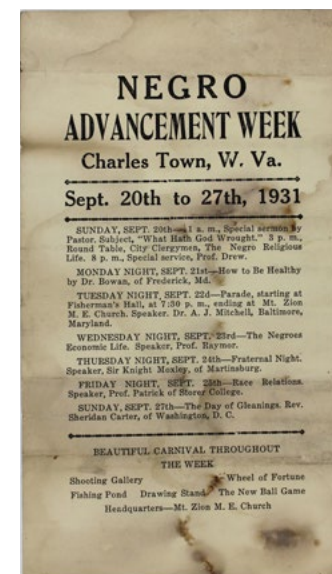 NEGRO
ADVANCEMENT WEEK
Charles Town, W. Va.
Sept. 20th to 27th, 1931
SUNDAY, SEPT. 20th—1 a. m., Special sermon by
Pastor. Subject, "What Hath God Wrought." 3 p. m.,
Round Table, City Clergymen, The Negro Religious
Life. 8 p. m., Special service, Prof. Drew.
MONDAY NIGHT, SEPT. 21st—How to Be Healthy
by Dr. Bowan, of Frederick, Md.
TUESDAY NIGHT, SEPT. 22d—Parade, starting at
Fisherman's Hall, at 7:30 p. m., ending at Mt. Zion
M. E. Church. Speaker. Dr. A. J. Mitchell, Baltimore,
Maryland.
WEDNESDAY NIGHT, SEPT. 23rd—The Negroes
Economic Life. Speaker, Prof. Raymor.
THURSDAY NIGHT, SEPT. 24th—Fraternal Night.
Speaker, Sir Knight Moxley, of Martinsburg.
FRIDAY NIGHT, SEPT. 25th—Race Relations.
Speaker, Prof. Patrick of Storer College.
SUNDAY, SEPT. 27th—The Day of Gleanings. Rev.
Sheridan Carter, of Washington, D. C.
BEAUTIFUL CARNIVAL THROUGHOUT
THE WEEK
Shooting Gallery Wheel of Fortune
Fishing Pond Drawing Stand The New Ball Game
Headquarters—Mt. Zion M. E. Church